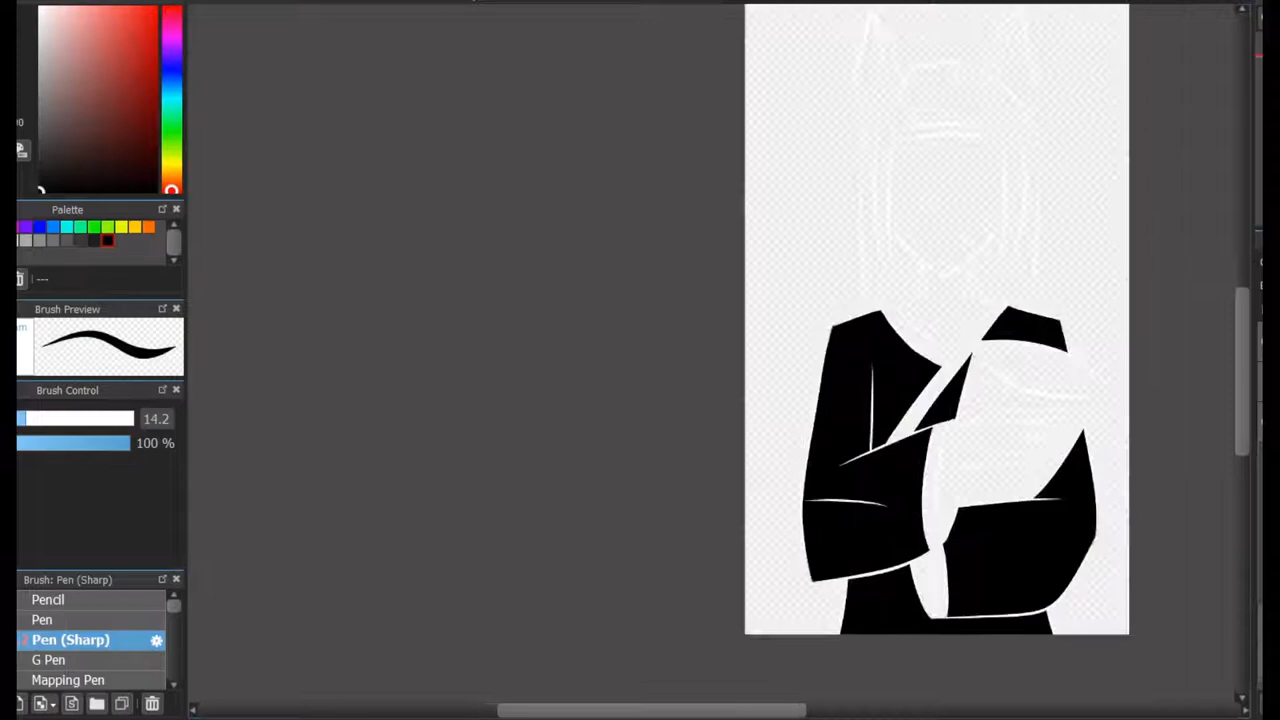 Palette
---
Brush Preview
Brush Control
14.2
100 %
Brush: Pen (Sharp)
Pencil
Pen
Pen (Sharp)
G Pen
Mapping Pen